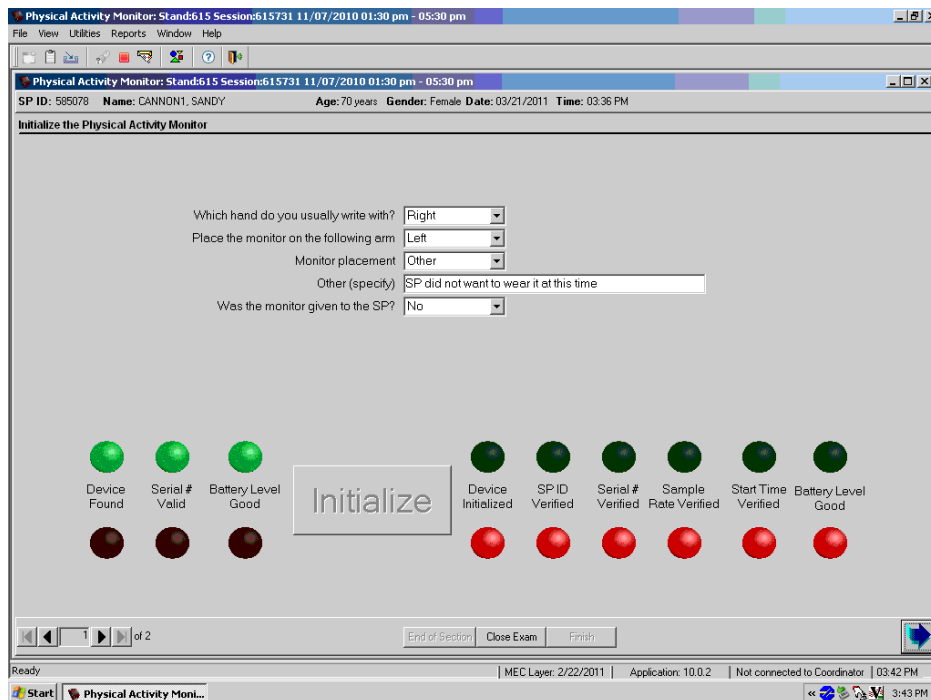 Physical Activity Monitor: Stand:615 Session:615731 11/07/2010 01:30 pm - 05:30 pm
File View Utilities Reports Window Help
Physical Activity Monitor: Stand:615 Session:615731 11/07/2010 01:30 pm - 05:30 pm
SP ID: 585078 Name: CANNON1, SANDY Age: 70 years Gender: Female Date: 03/21/2011 Time: 03:36 PM
Initialize the Physical Activity Monitor
Which hand do you usually write with? Right
Place the monitor on the following arm Left
Monitor placement Other
Other (specify) SP did not want to wear it at this time
Was the monitor given to the SP? No
Device Found
Serial # Valid
Battery Level Good
Initialize
Device Initialized
SP ID Verified
Serial # Verified
Sample Rate Verified
Start Time Verified
Battery Level Good
1 of 2
End of Section Close Exam Finish
Ready MEC Layer: 2/22/2011 Application: 10.0.2 Not connected to Coordinator 03:42 PM
Start Physical Activity Moni... 3:43 PM